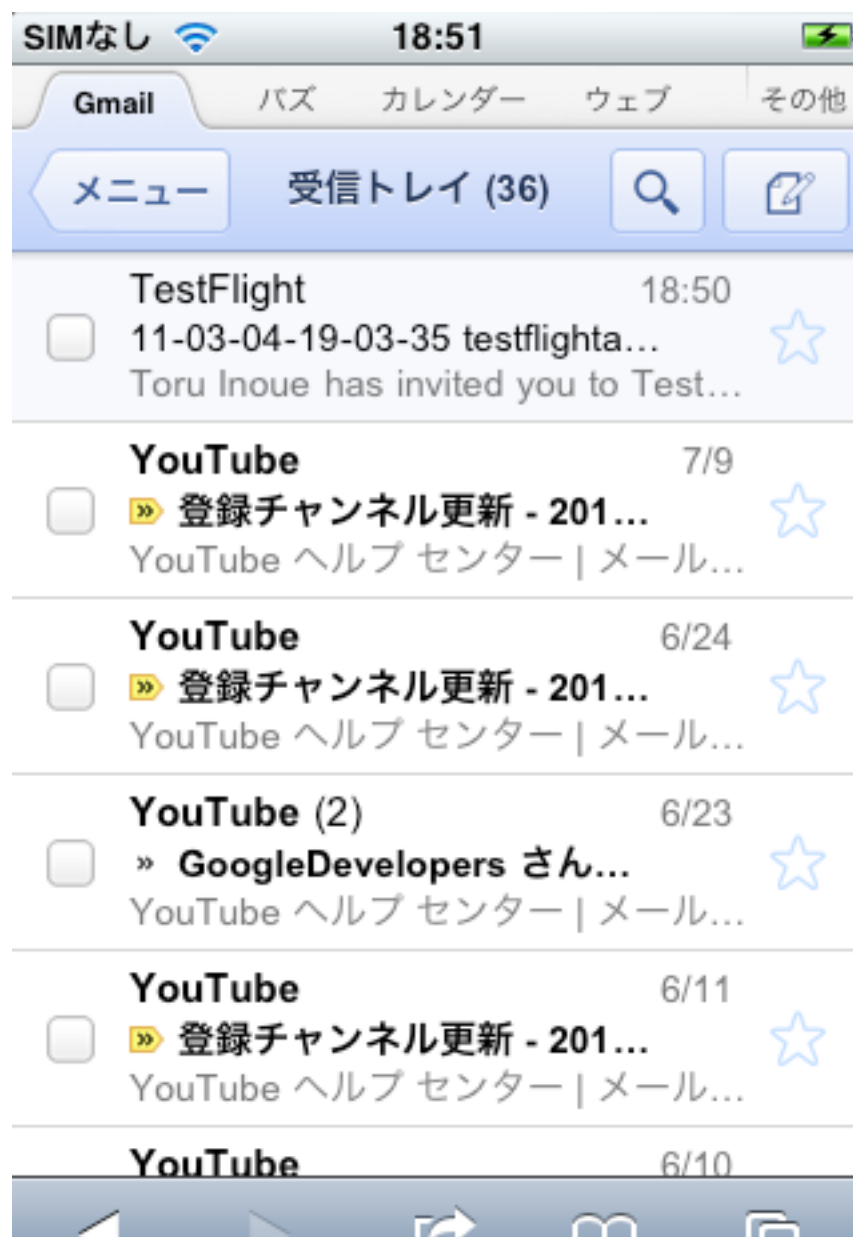 SIMなし 18:51
Gmail バズ カレンダー ウェブ その他
メニュー 受信トレイ (36)
TestFlight 18:50
11-03-04-19-03-35 testflighta...
Toru Inoue has invited you to Test...
YouTube 7/9
» 登録チャンネル更新 - 201...
YouTube ヘルプ センター | メール...
YouTube 6/24
» 登録チャンネル更新 - 201...
YouTube ヘルプ センター | メール...
YouTube (2) 6/23
» GoogleDevelopers さん...
YouTube ヘルプ センター | メール...
YouTube 6/11
» 登録チャンネル更新 - 201...
YouTube ヘルプ センター | メール...
YouTube 6/10